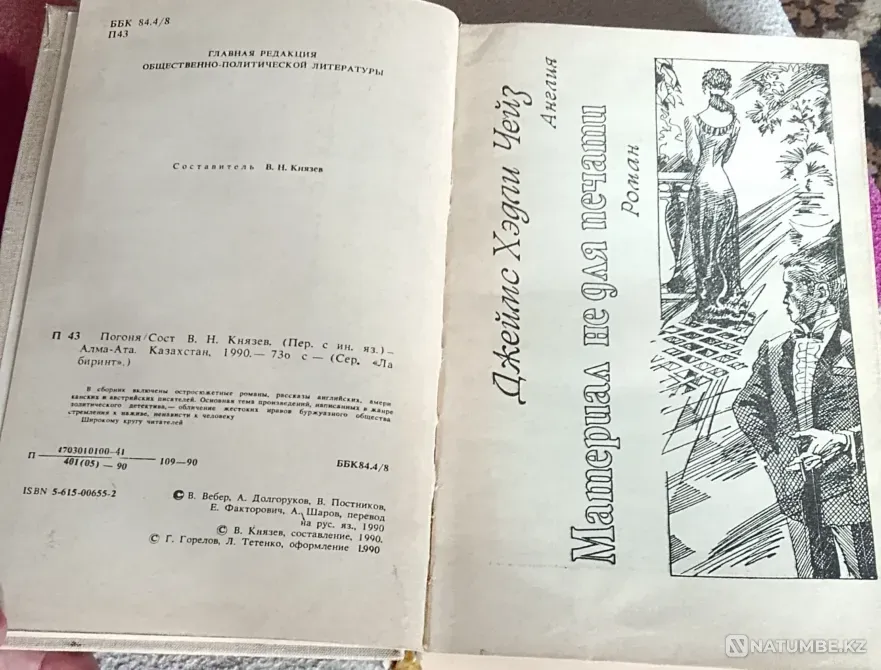 ББК 84.4/8
П43
ГЛАВНАЯ РЕДАКЦИЯ
ОБЩЕСТВЕННО-ПОЛИТИЧЕСКОЙ ЛИТЕРАТУРЫ
Составитель В. Н. Князев
П 43 Погоня/Сост В. Н. Князев. (Пер. с ин. яз.) –
Алма-Ата. Казахстан, 1990.— 73о с — (Сер. «Ла
биринт».)
В сборник включены остросюжетные романы, рассказы английских, амери
канских и австрийских писателей. Основная тема произведений, написанных в жанре
политического детектива,— обличение жестоких нравов буржуазного общества
стремления к наживе, ненависти к человеку
Широкому кругу читателей
П 4703010100-41
401(05) — 90
109—90
ББК84.4/8
ISBN 5-615-00655-2
© В. Вебер, А. Долгоруков, В. Постников,
Е. Факторович, А. Шаров, перевод
на рус. яз., 1990
© В. Князев, составление, 1990.
© Г. Горелов, Л. Тетенко, оформление 1990
Джеймс Хэдли Чейз
Англия
Материал не для печати
Роман
NATUMBE.KZ